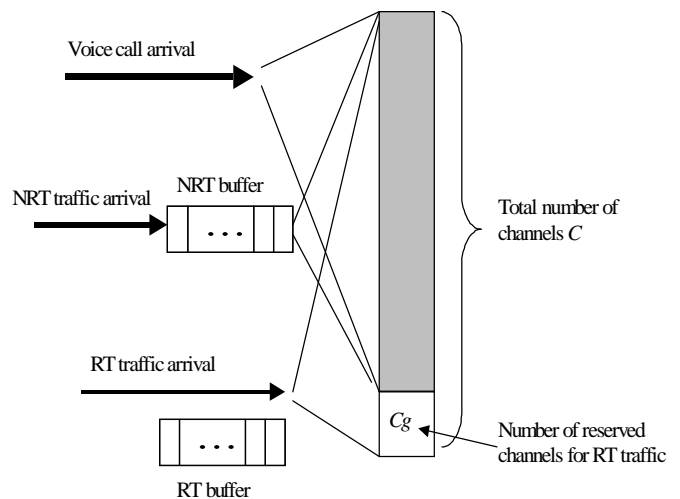 Voice call arrival
NRT traffic arrival
NRT buffer
...
Total number of
channels C
RT traffic arrival
Cg
Number of reserved
channels for RT traffic
...
RT buffer